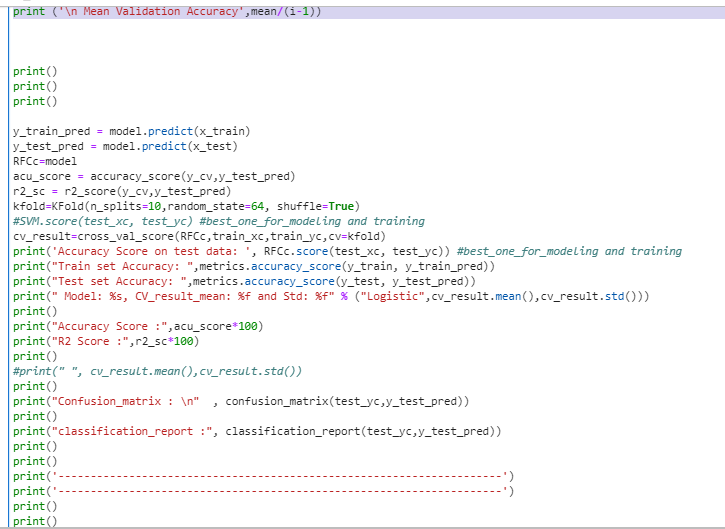 print ('\n Mean Validation Accuracy',mean/(i-1))
print()
print()
print()
y_train_pred = model.predict(x_train)
y_test_pred = model.predict(x_test)
RFCc=model
acu_score = accuracy_score(y_cv,y_test_pred)
r2_sc = r2_score(y_cv,y_test_pred)
kfold=KFold(n_splits=10,random_state=64, shuffle=True)
#SVM.score(test_xc, test_yc) #best_one_for_modeling and training
cv_result=cross_val_score(RFCc,train_xc,train_yc,cv=kfold)
print('Accuracy Score on test data: ', RFCc.score(test_xc, test_yc)) #best_one_for_modeling and training
print("Train set Accuracy: ",metrics.accuracy_score(y_train, y_train_pred))
print("Test set Accuracy: ",metrics.accuracy_score(y_test, y_test_pred))
print(" Model: %s, CV_result_mean: %f and Std: %f" % ("Logistic",cv_result.mean(),cv_result.std()))
print()
print("Accuracy Score :",acu_score*100)
print("R2 Score :",r2_sc*100)
print()
#print(" ", cv_result.mean(),cv_result.std())
print()
print("Confusion_matrix : \n"  , confusion_matrix(test_yc,y_test_pred))
print()
print("classification_report :", classification_report(test_yc,y_test_pred))
print()
print()
print('--------------------------------------------------------------------')
print('--------------------------------------------------------------------')
print()
print()